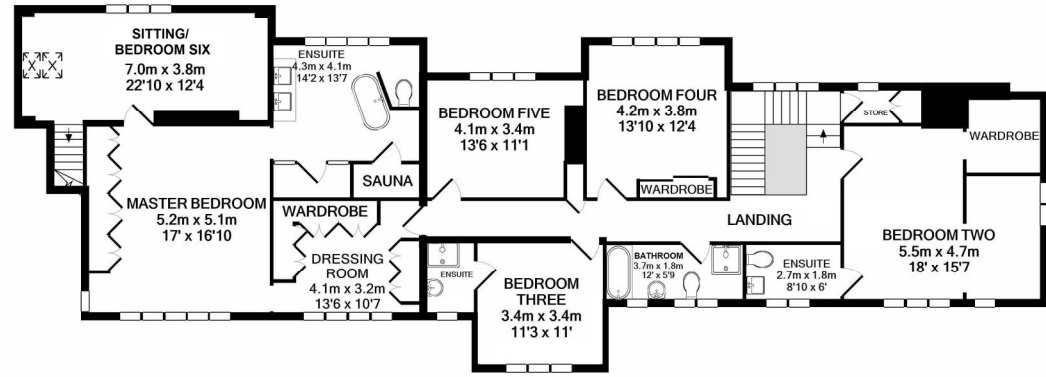 SITTING/
BEDROOM SIX
7.0m x 3.8m
22'10 x 12'4
ENSUITE
4.3m x 4.1m
14'2 x 13'7
BEDROOM FIVE
4.1m x 3.4m
13'6 x 11'1
BEDROOM FOUR
4.2m x 3.8m
13'10 x 12'4
WARDROBE
STORE
WARDROBE
SAUNA
MASTER BEDROOM
5.2m x 5.1m
17' x 16'10
WARDROBE
DRESSING
ROOM
4.1m x 3.2m
13'6 x 10'7
ENSUITE
BEDROOM
THREE
3.4m x 3.4m
11'3 x 11'
LANDING
BATHROOM
3.7m x 1.8m
12' x 5'9
ENSUITE
2.7m x 1.8m
8'10 x 6'
BEDROOM TWO
5.5m x 4.7m
18' x 15'7